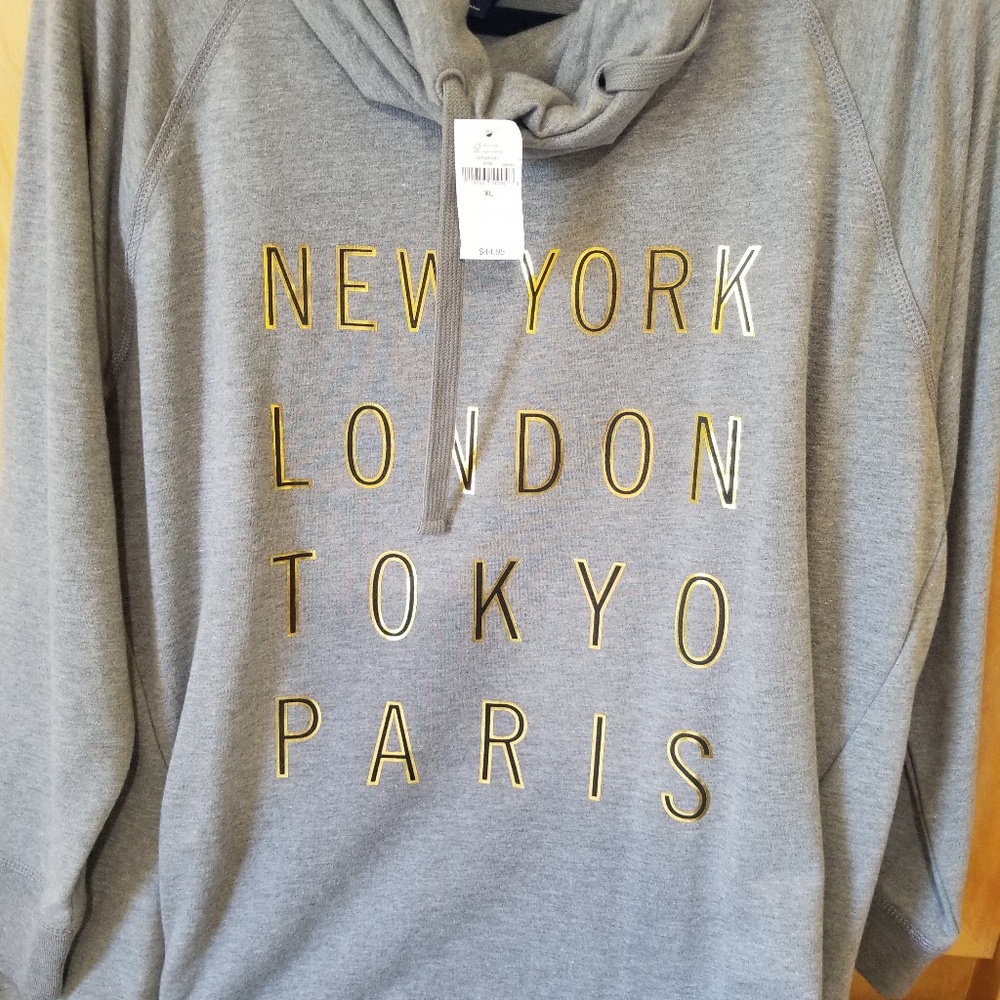 XL
$44.95
NEW YORK
LONDON
TOKYO
PARIS